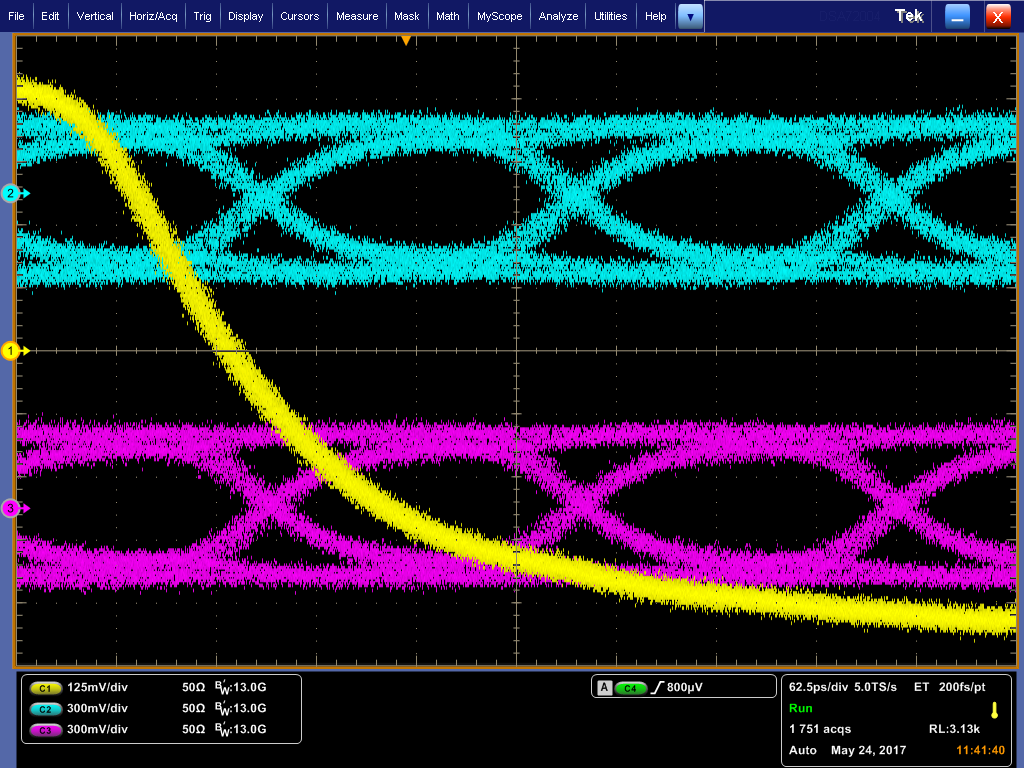 File Edit Vertical Horiz/Acq Trig Display Cursors Measure Mask Math MyScope Analyze Utilities Help Tek X
2
1
3
C1 125mV/div 50Ω BW:13.0G
C2 300mV/div 50Ω BW:13.0G
C3 300mV/div 50Ω BW:13.0G
A C4 800µV
62.5ps/div 5.0TS/s ET 200fs/pt
Run
1 751 acqs RL:3.13k
Auto May 24, 2017 11:41:40